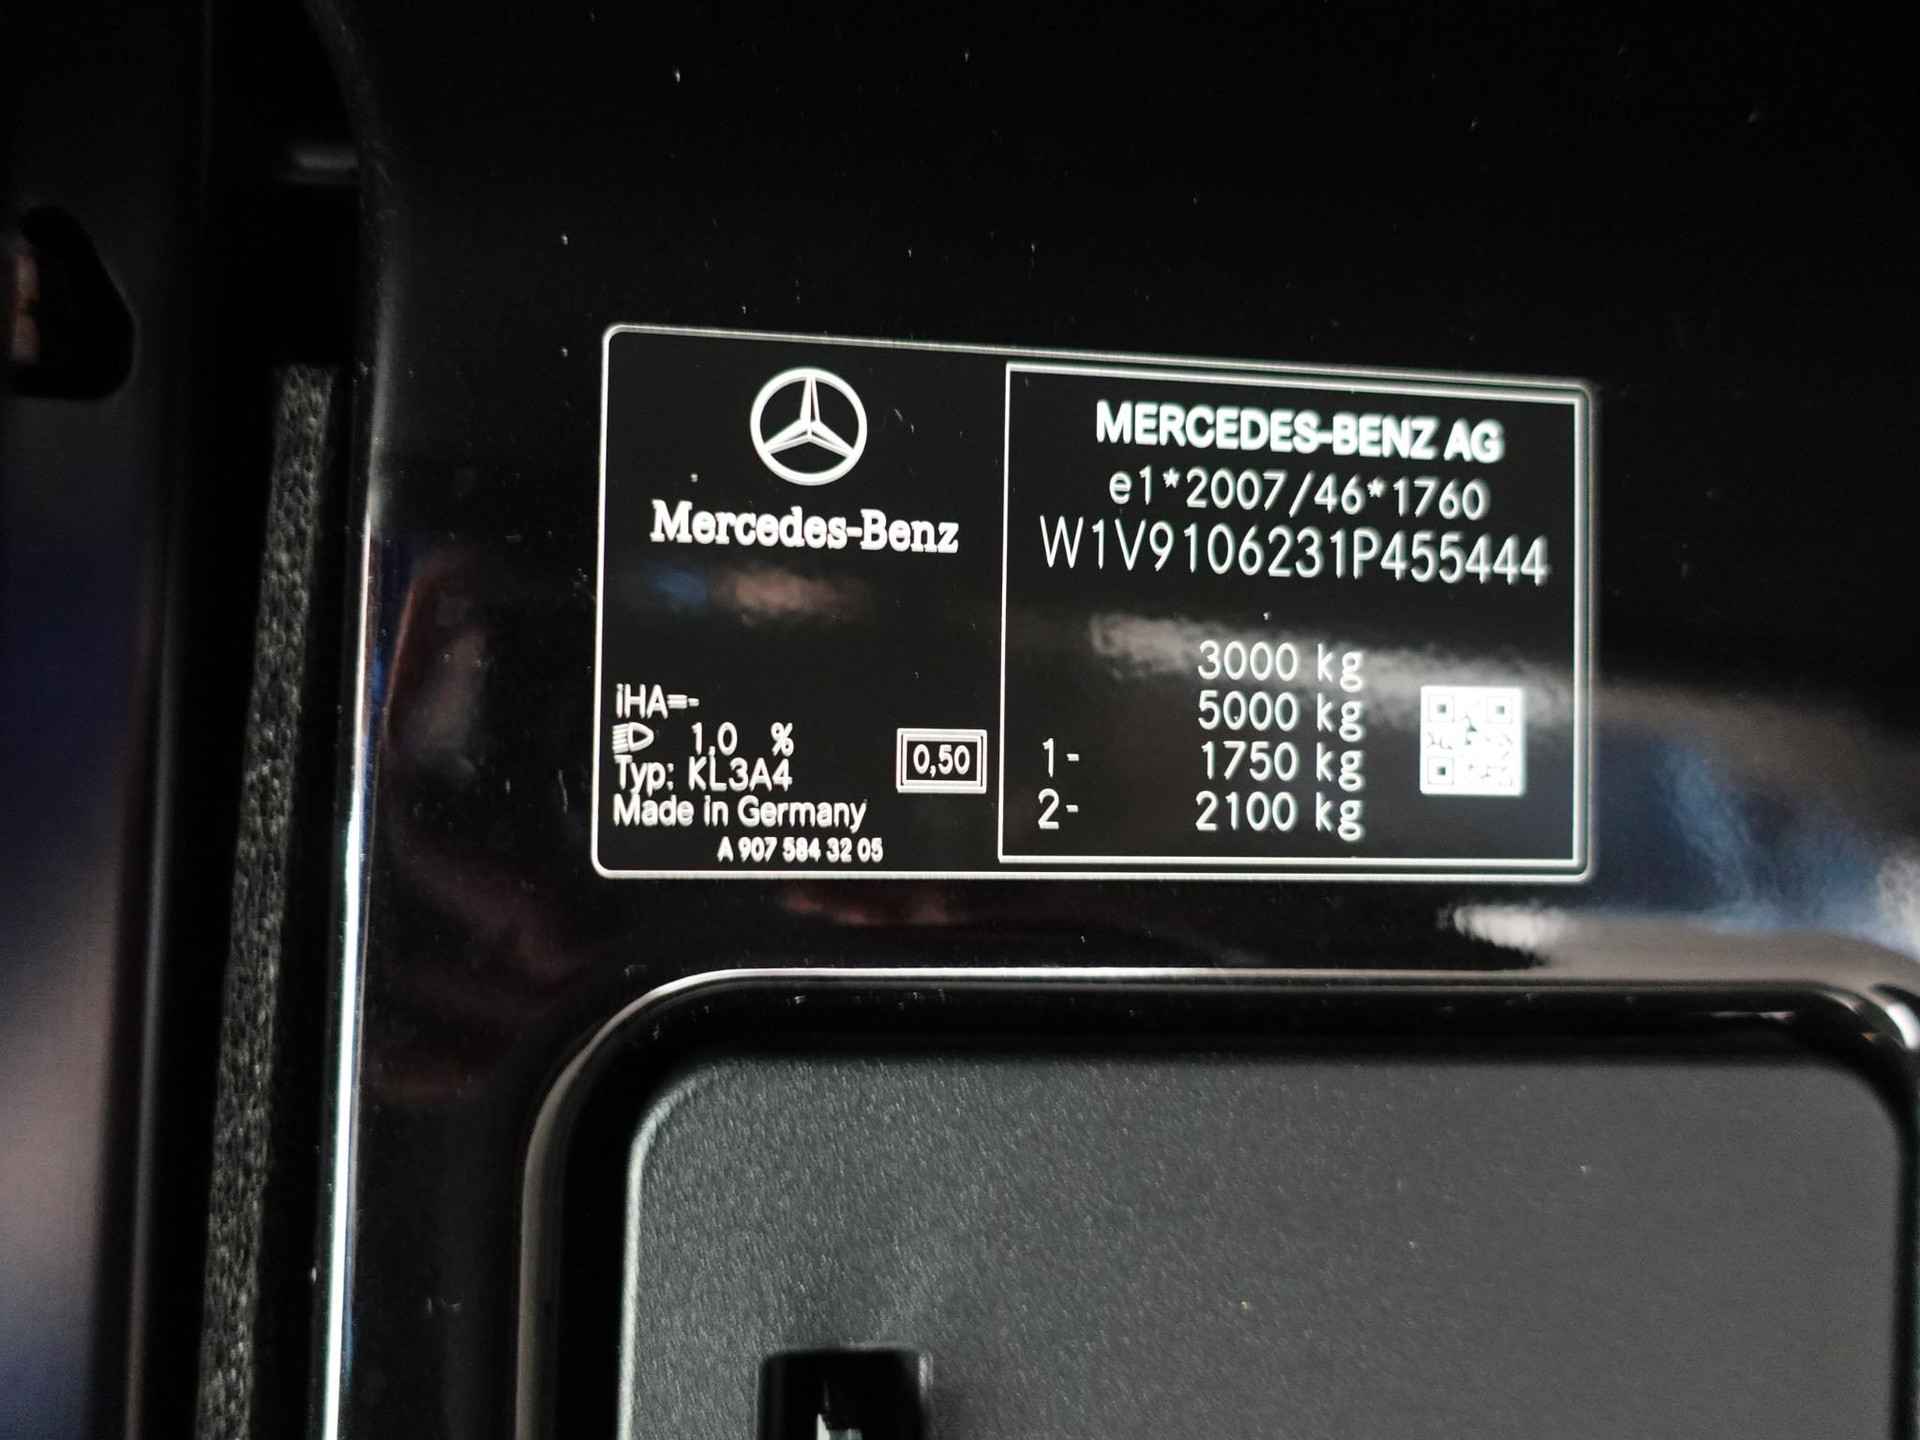 Mercedes-Benz
iHA=-
1,0 %
Typ: KL3A4
Made in Germany
A 907 584 32 05
0,50
MERCEDES-BENZ AG
e1*2007/46*1760
W1V9106231P455444
3000 kg
5000 kg
1- 1750 kg
2- 2100 kg